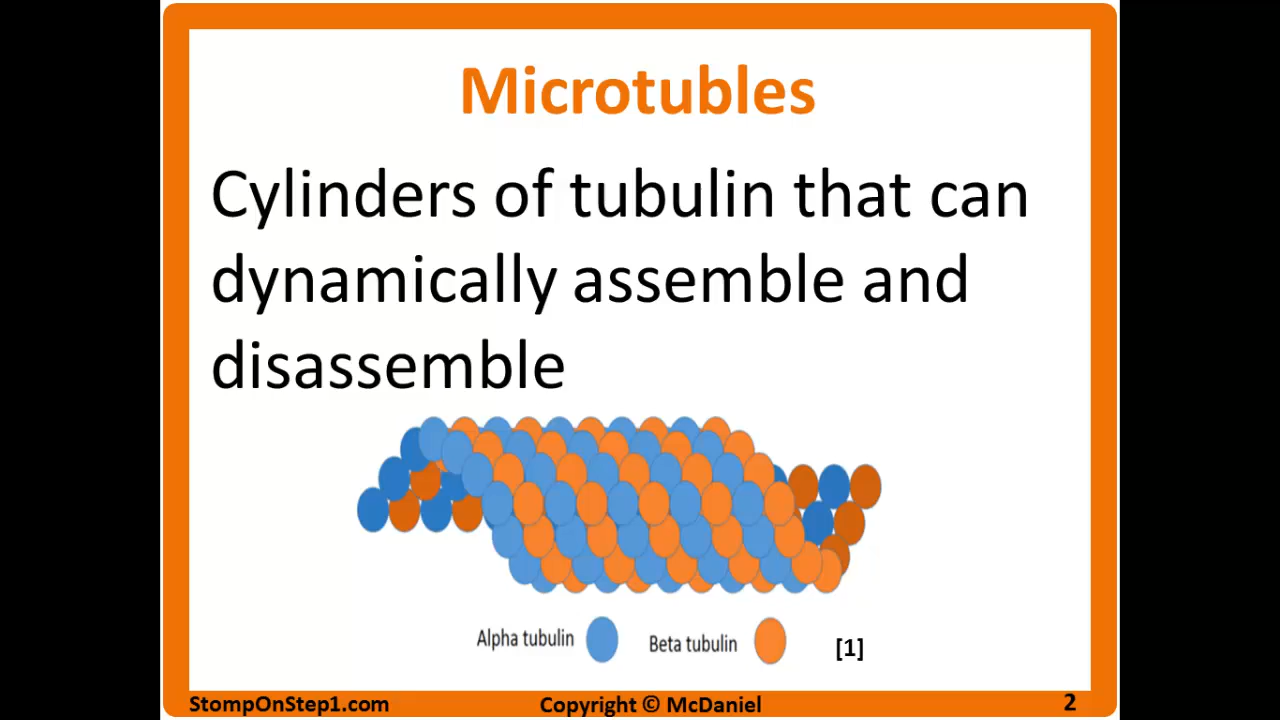 Microtubles
Cylinders of tubulin that can
dynamically assemble and
disassemble
Alpha tubulin
Beta tubulin
[1]
StompOnStep1.com
Copyright © McDaniel
2